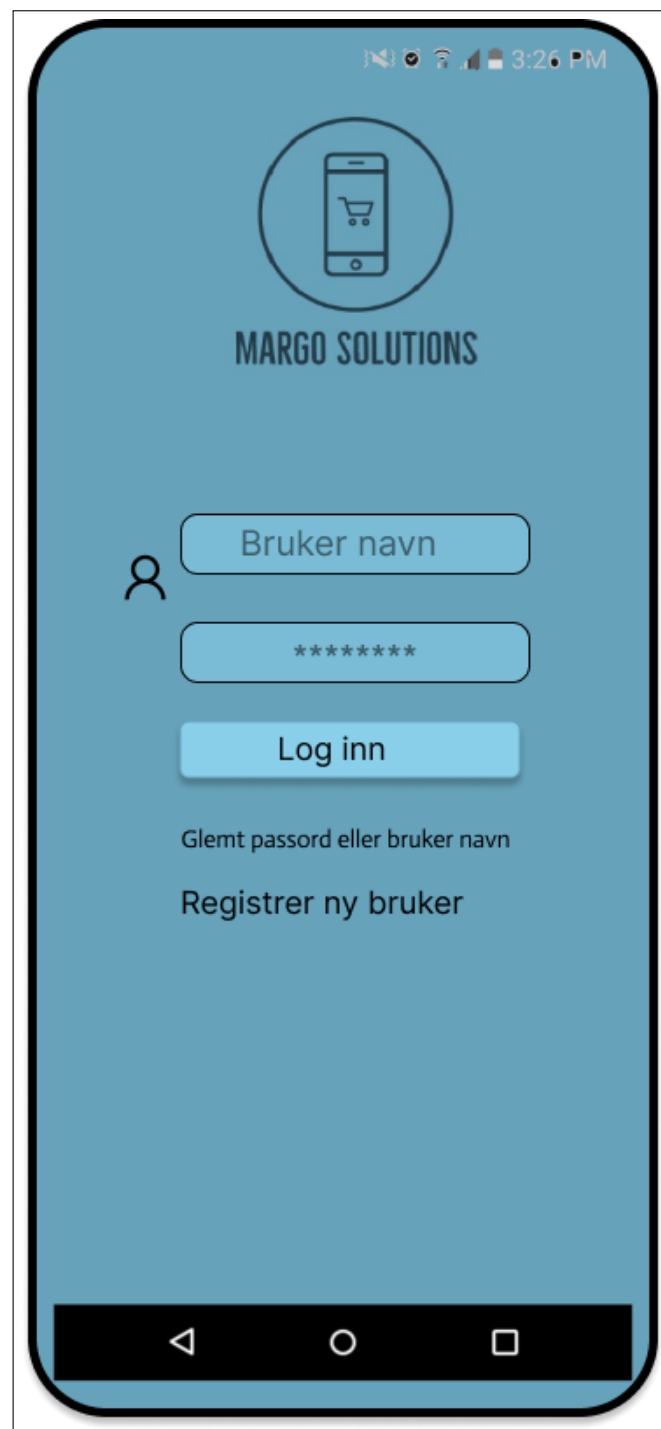 3:26 PM
MARGO SOLUTIONS
Bruker navn
********
Log inn
Glemt passord eller bruker navn
Registrer ny bruker